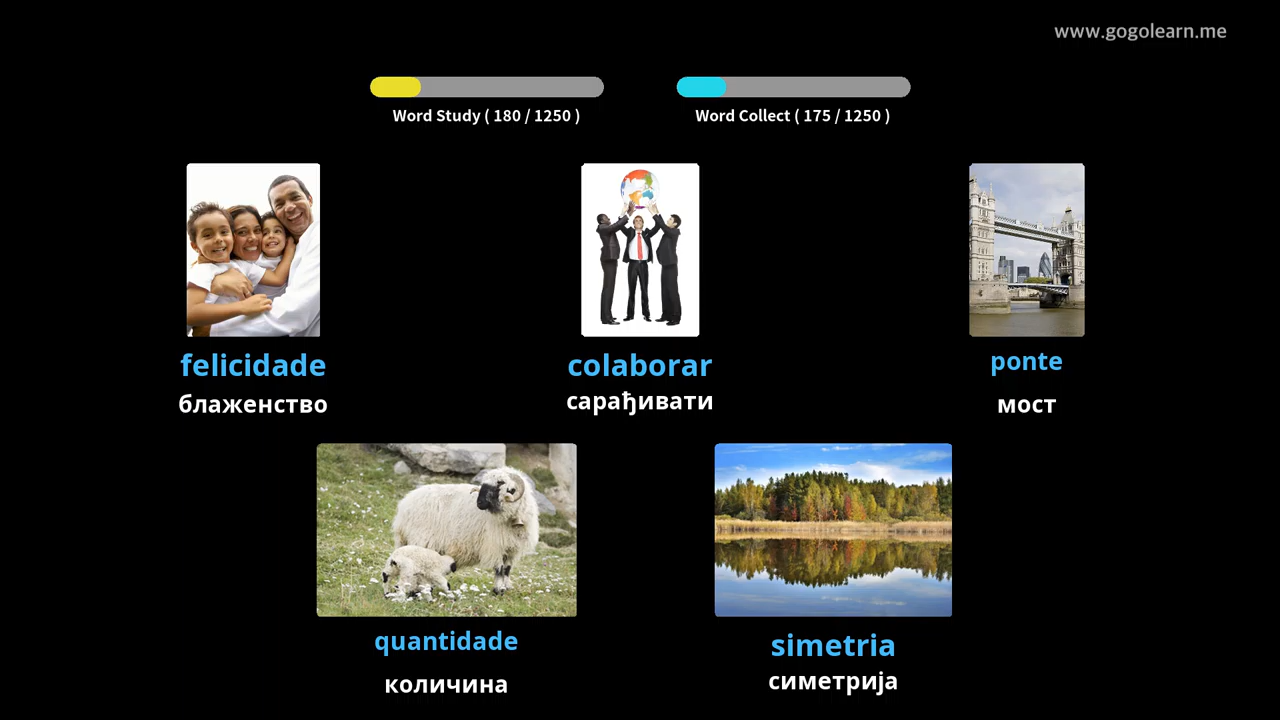 www.gogolearn.me
Word Study ( 180 / 1250 )
Word Collect ( 175 / 1250 )
felicidade
блаженство
colaborar
сарађивати
ponte
мост
quantidade
количина
simetria
симетрија